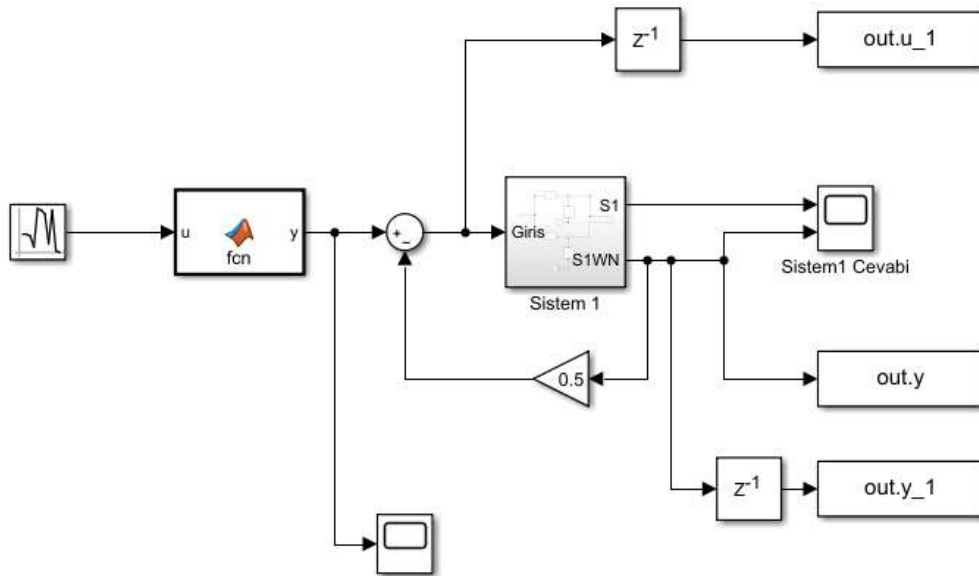 Z-1
out.u_1
u
y
fcn
+
−
Giris
S1
S1WN
Sistem 1
Sistem1 Cevabi
0.5
out.y
Z-1
out.y_1